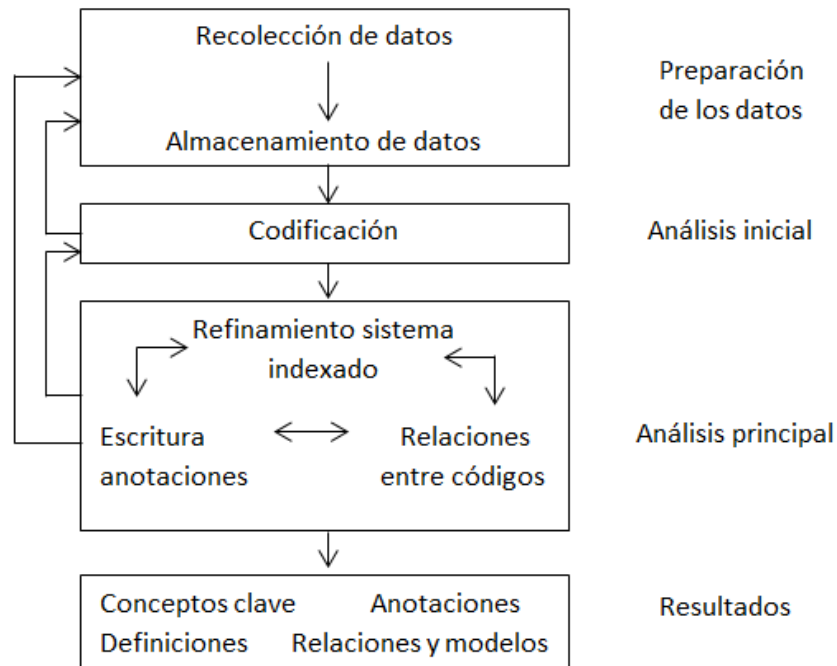 Recolección de datos
Preparación
de los datos
Almacenamiento de datos
Codificación
Análisis inicial
Refinamiento sistema
indexado
Escritura
anotaciones
Relaciones
entre códigos
Análisis principal
Conceptos clave
Anotaciones
Definiciones
Relaciones y modelos
Resultados